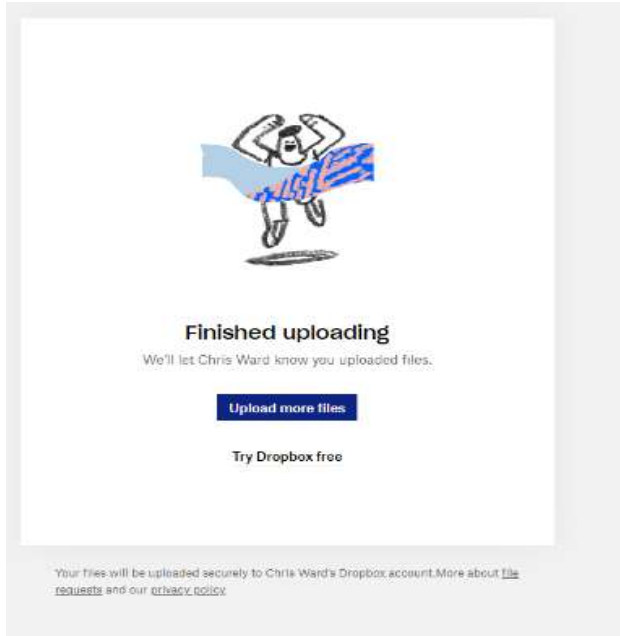 Finished uploading
We'll let Chris Ward know you uploaded files.
Upload more files
Try Dropbox free
Your files will be uploaded securely to Chris Ward's Dropbox account.More about file
requests and our privacy policy